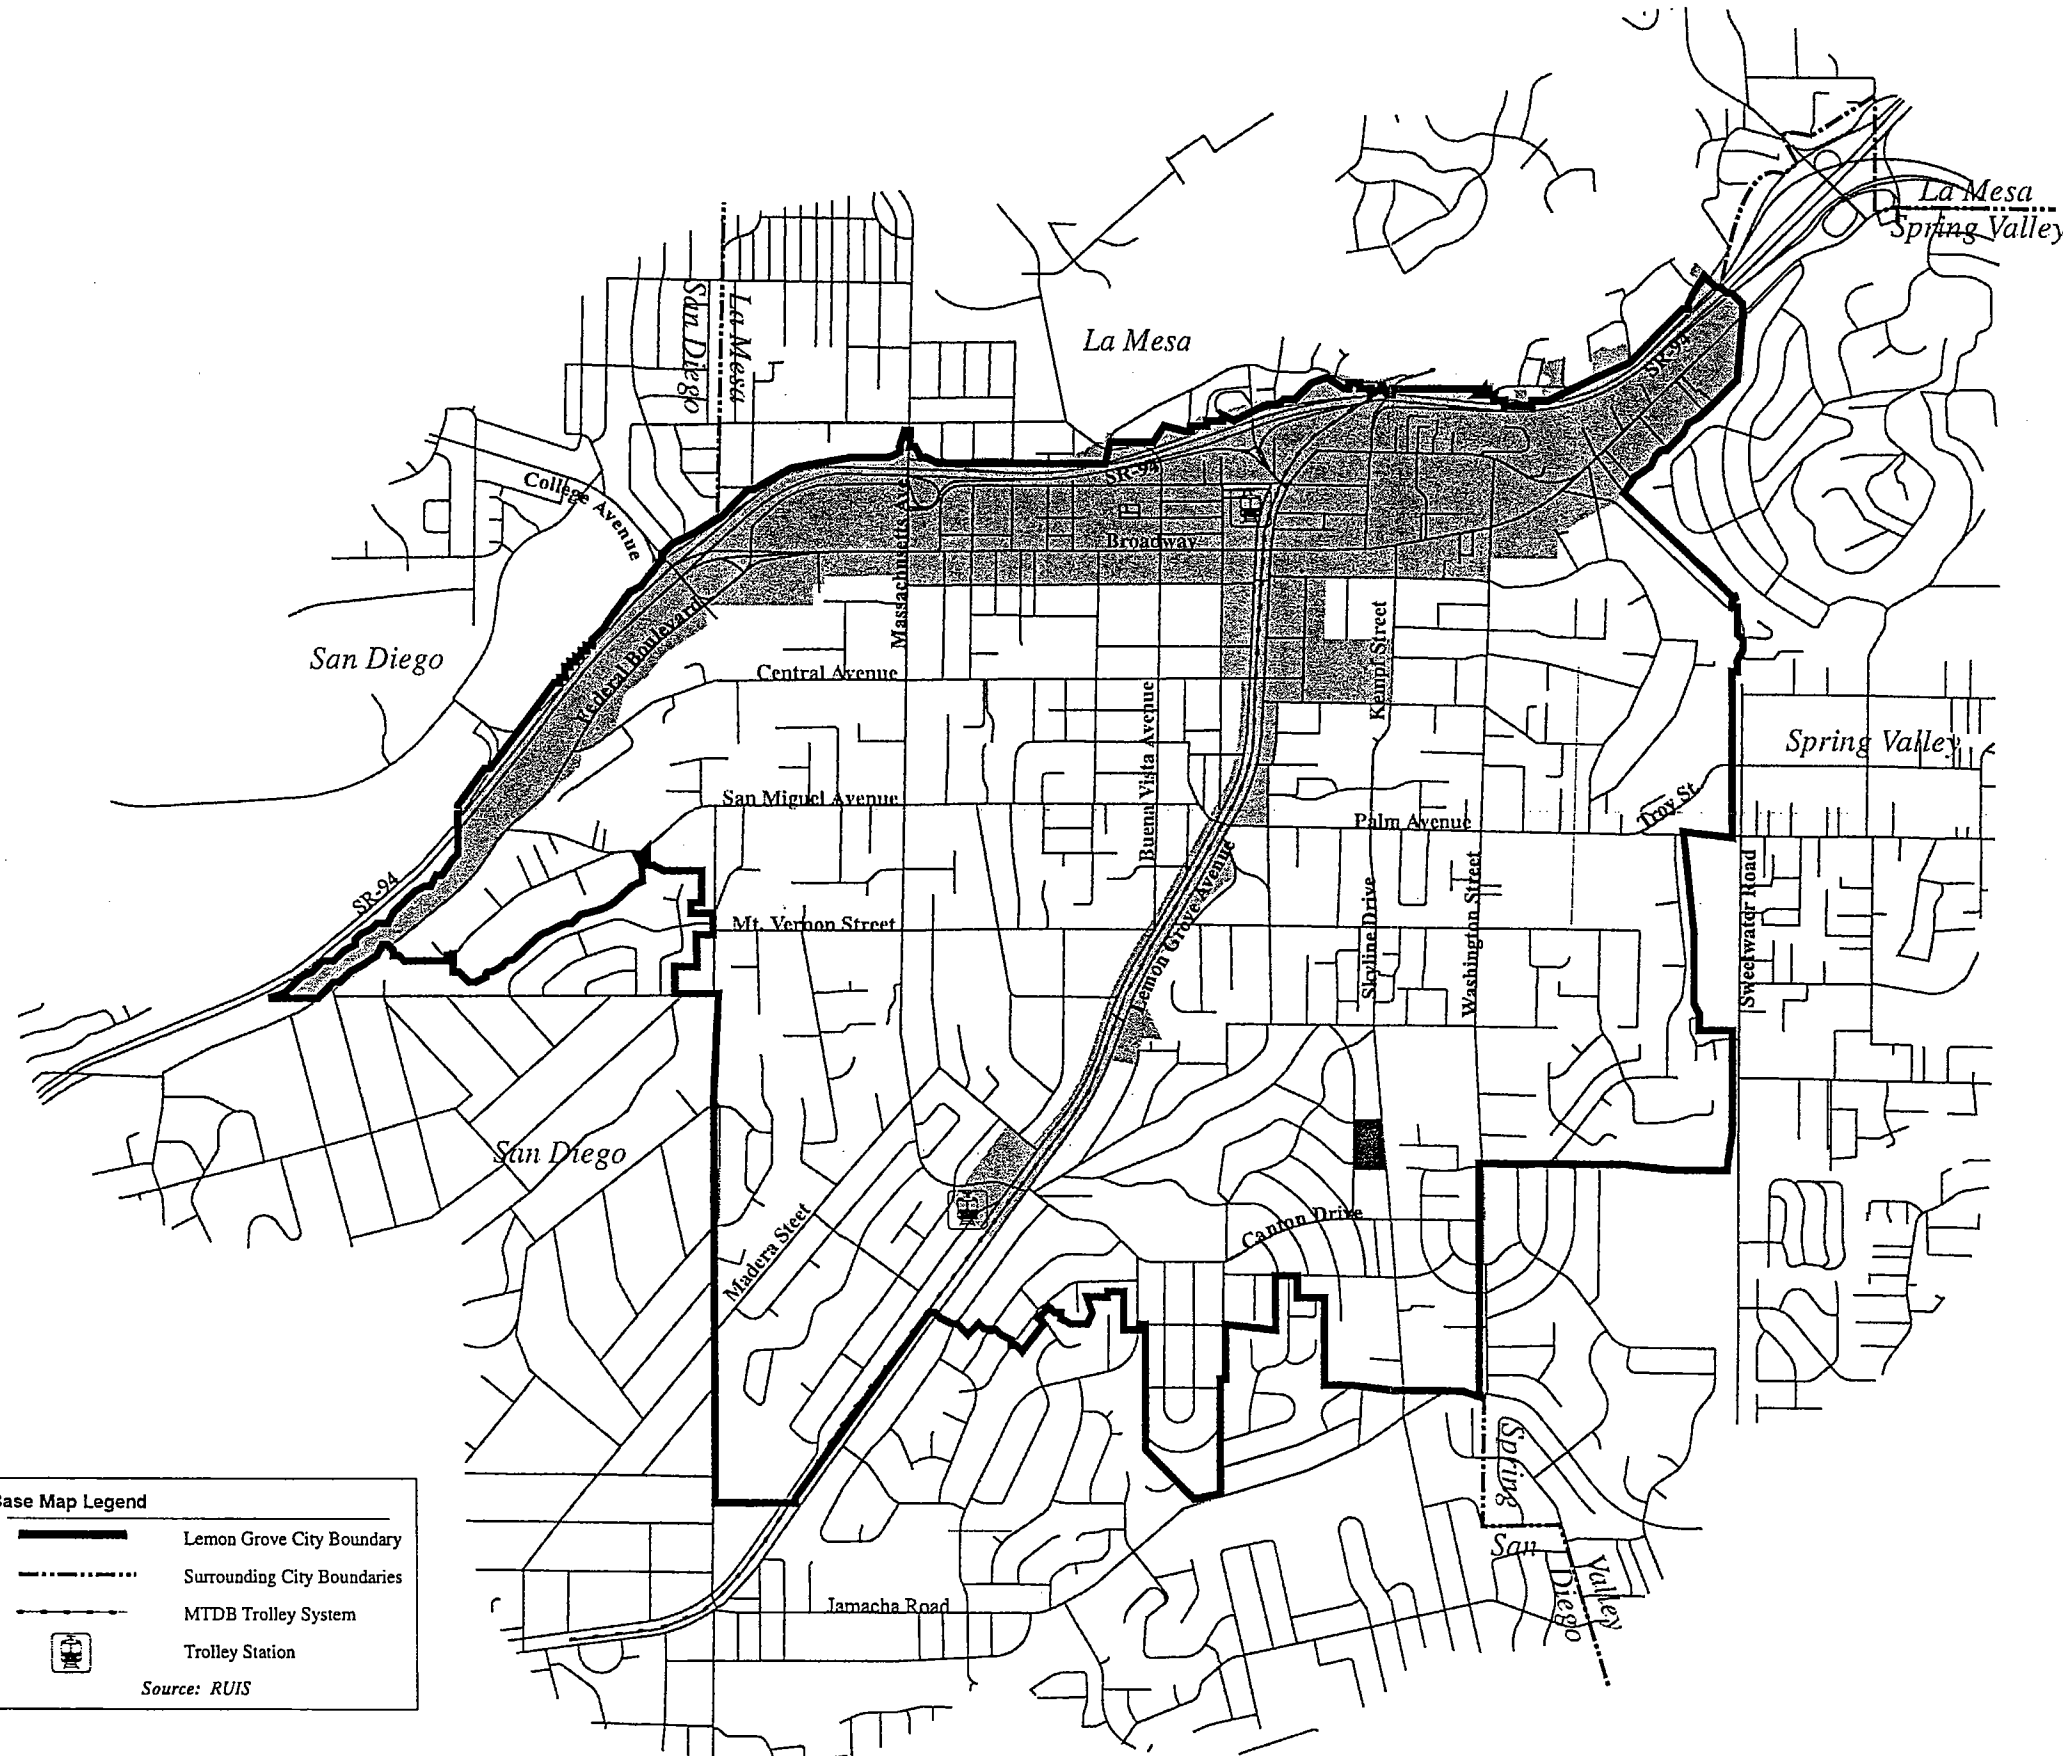 La Mesa
Spring Valley
San Diego
La Mesa
La Mesa
SR-94
College Avenue
SR-94
Massachusetts Ave
Broadway
Federal Boulevard
San Diego
Central Avenue
Kempf Street
Buena Vista Avenue
Spring Valley
San Miguel Avenue
Palm Avenue
Troy St.
SR-94
Lemon Grove Avenue
Skyline Drive
Washington Street
Sweetwater Road
Mt. Vernon Street
San Diego
Madera Steet
Canton Drive
Spring
Valley
San
Diego
Jamacha Road
Base Map Legend
Lemon Grove City Boundary
Surrounding City Boundaries
MTDB Trolley System
Trolley Station
Source: RUIS